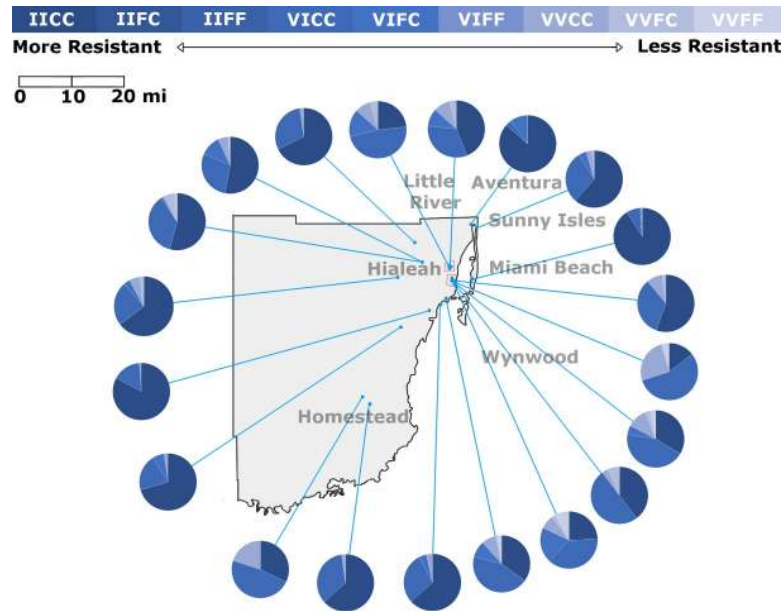 IICC IIFC IIFF VICC VIFC VIFF VVCC VVFC VVFF
More Resistant Less Resistant
0 10 20 mi
Little
River
Aventura
Sunny Isles
Hialeah
Miami Beach
Wynwood
Homestead